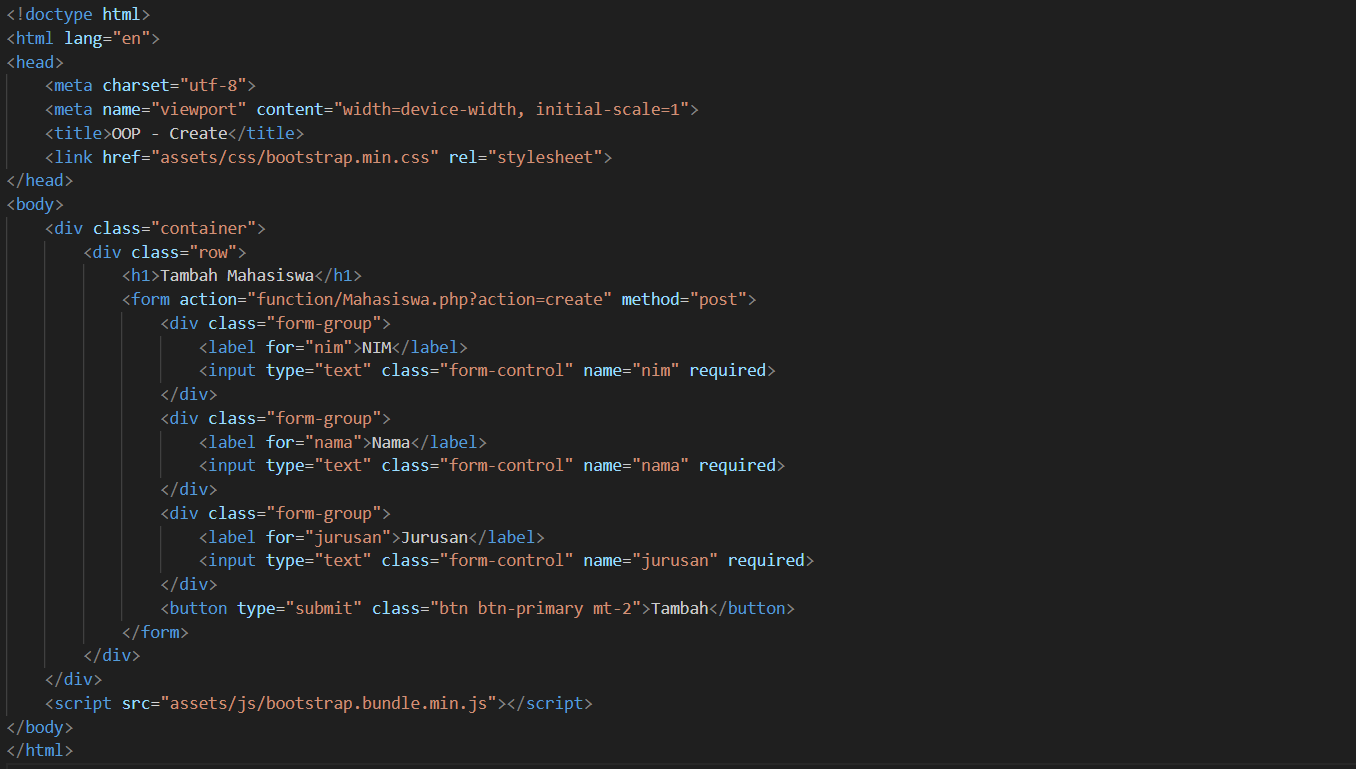 <!doctype html>
<html lang="en">
<head>
    <meta charset="utf-8">
    <meta name="viewport" content="width=device-width, initial-scale=1">
    <title>OOP - Create</title>
    <link href="assets/css/bootstrap.min.css" rel="stylesheet">
</head>
<body>
    <div class="container">
        <div class="row">
            <h1>Tambah Mahasiswa</h1>
            <form action="function/Mahasiswa.php?action=create" method="post">
                <div class="form-group">
                    <label for="nim">NIM</label>
                    <input type="text" class="form-control" name="nim" required>
                </div>
                <div class="form-group">
                    <label for="nama">Nama</label>
                    <input type="text" class="form-control" name="nama" required>
                </div>
                <div class="form-group">
                    <label for="jurusan">Jurusan</label>
                    <input type="text" class="form-control" name="jurusan" required>
                </div>
                <button type="submit" class="btn btn-primary mt-2">Tambah</button>
            </form>
        </div>
    </div>
    <script src="assets/js/bootstrap.bundle.min.js"></script>
</body>
</html>